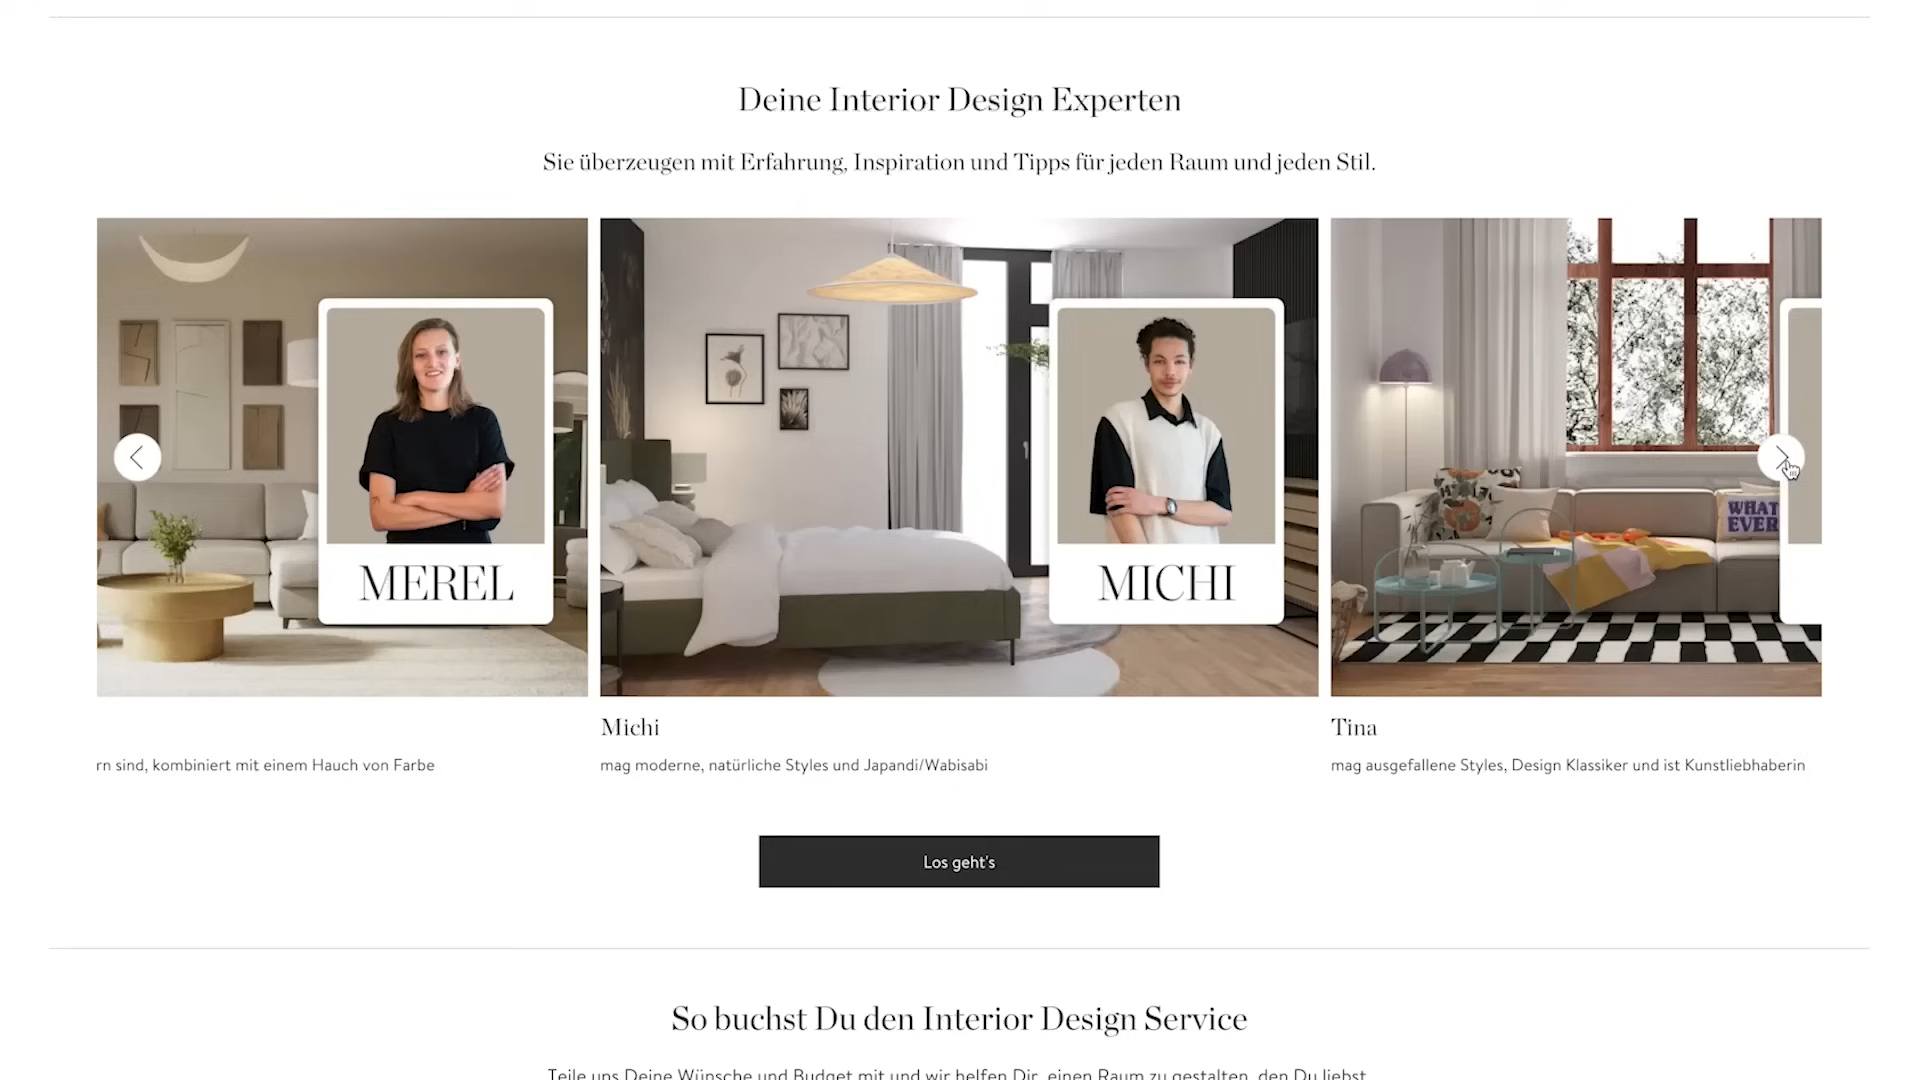 Deine Interior Design Experten
Sie überzeugen mit Erfahrung, Inspiration und Tipps für jeden Raum und jeden Stil.
MEREL
MICHI
WHAT
EVER
Michi
Tina
rn sind, kombiniert mit einem Hauch von Farbe
mag moderne, natürliche Styles und Japandi/Wabisabi
mag ausgefallene Styles, Design Klassiker und ist Kunstliebhaberin
Los geht's
So buchst Du den Interior Design Service
Teile uns Deine Wünsche und Budget mit und wir helfen Dir, einen Raum zu gestalten, den Du liebst.